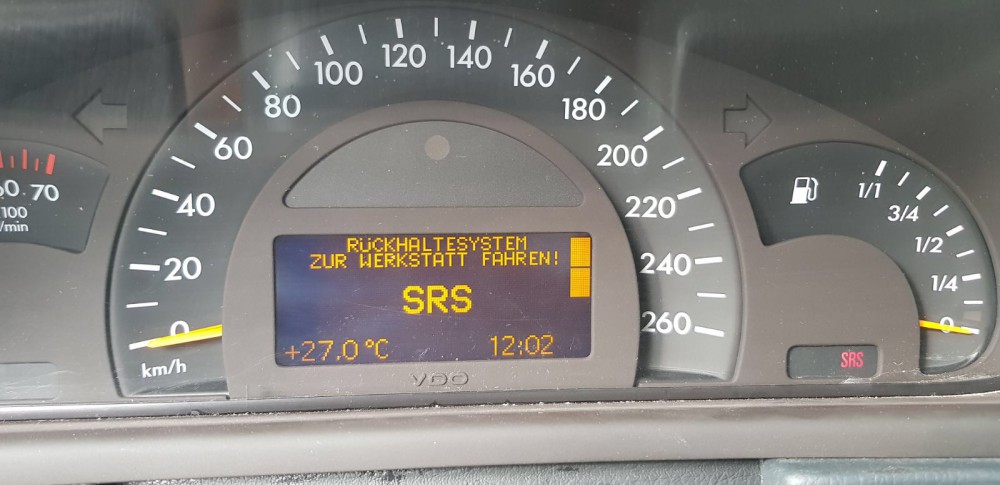 0
20
40
60
80
100
120
140
160
180
200
220
240
260
km/h
70
/100
/min
RÜCKHALTESYSTEM
ZUR WERKSTATT FAHREN!
SRS
+27,0 °C 12:02
VDO
1/1
3/4
1/2
1/4
0
SRS